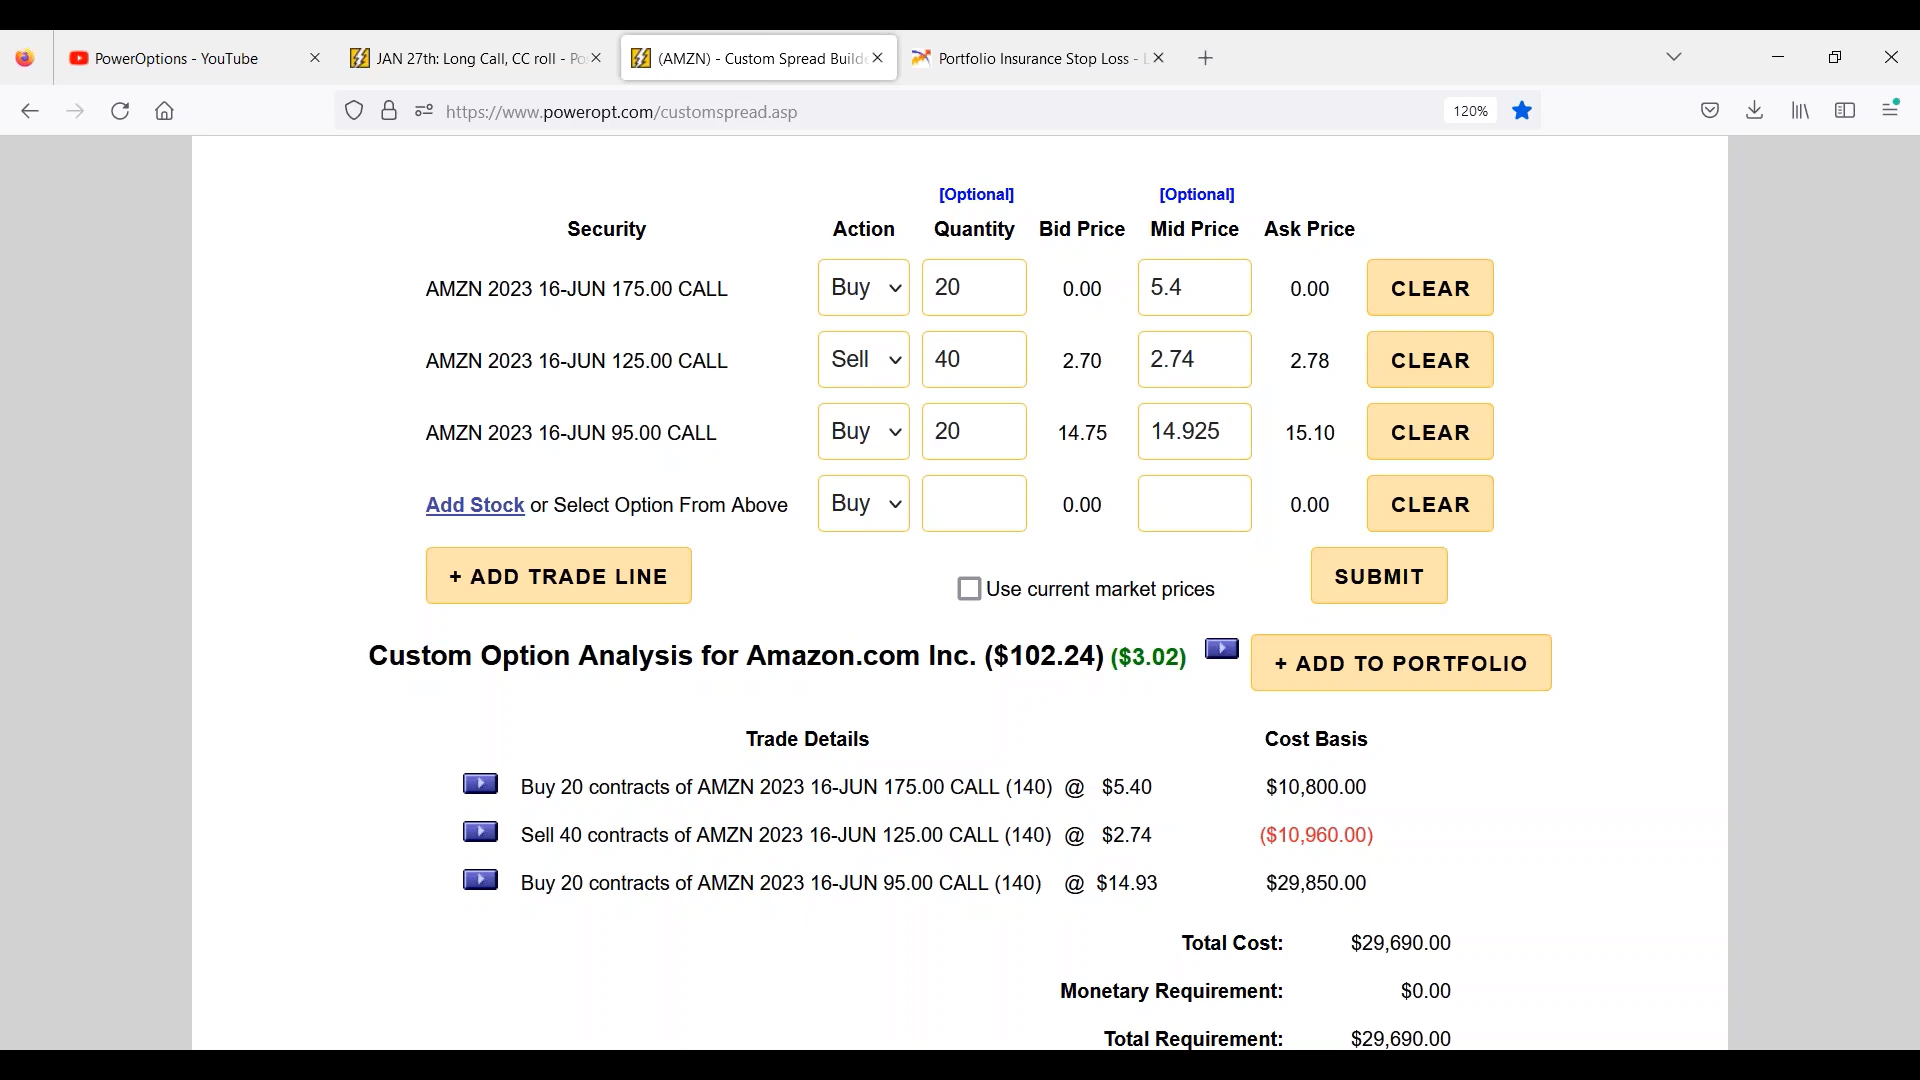 PowerOptions - YouTube
JAN 27th: Long Call, CC roll - Po
(AMZN) - Custom Spread Builde
Portfolio Insurance Stop Loss -
https://www.poweropt.com/customspread.asp
120%
[Optional] [Optional]
Security Action Quantity Bid Price Mid Price Ask Price
AMZN 2023 16-JUN 175.00 CALL Buy 20 0.00 5.4 0.00 CLEAR
AMZN 2023 16-JUN 125.00 CALL Sell 40 2.70 2.74 2.78 CLEAR
AMZN 2023 16-JUN 95.00 CALL Buy 20 14.75 14.925 15.10 CLEAR
Add Stock or Select Option From Above Buy 0.00 0.00 CLEAR
+ ADD TRADE LINE Use current market prices SUBMIT
Custom Option Analysis for Amazon.com Inc. ($102.24) ($3.02) + ADD TO PORTFOLIO
Trade Details Cost Basis
Buy 20 contracts of AMZN 2023 16-JUN 175.00 CALL (140) @ $5.40 $10,800.00
Sell 40 contracts of AMZN 2023 16-JUN 125.00 CALL (140) @ $2.74 ($10,960.00)
Buy 20 contracts of AMZN 2023 16-JUN 95.00 CALL (140) @ $14.93 $29,850.00
Total Cost: $29,690.00
Monetary Requirement: $0.00
Total Requirement: $29,690.00